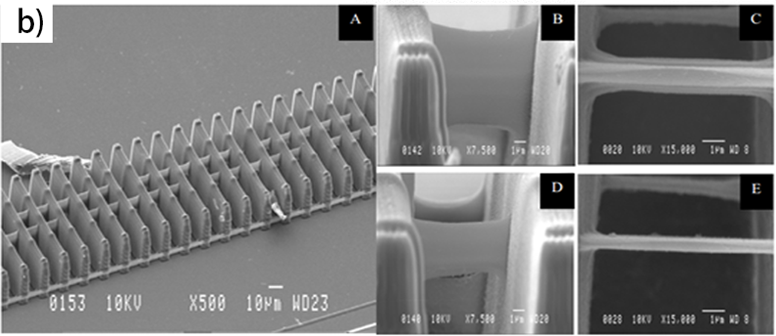 b)
A
0153 10KV X500 10μm WD23
B
0142 10KV X7,500 1μm WD20
C
0020 10KV X15,000 1μm WD 8
D
0140 10KV X7,500 1μm WD20
E
0028 10KV X15,000 1μm WD 8